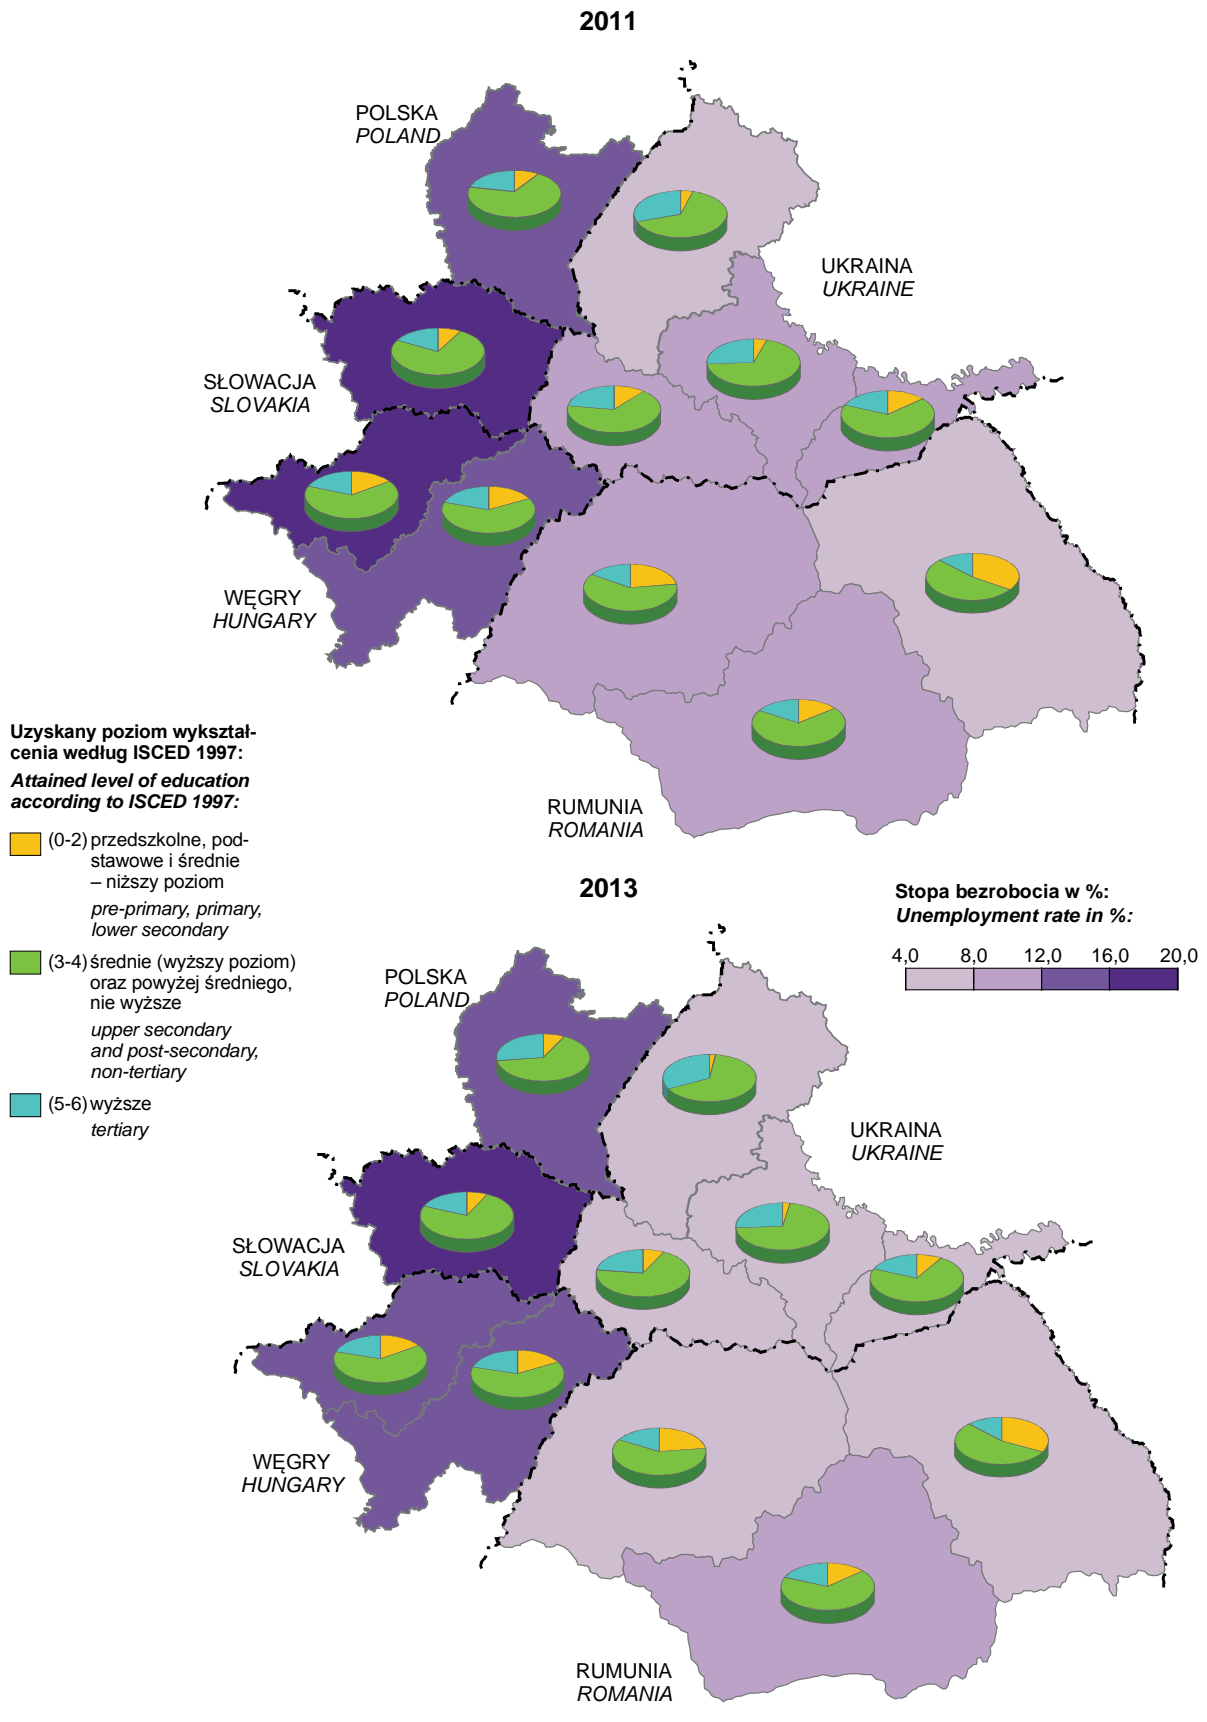 2011
POLSKA
POLAND
UKRAINA
UKRAINE
SŁOWACJA
SLOVAKIA
WĘGRY
HUNGARY
RUMUNIA
ROMANIA
Uzyskany poziom wykształ-
cenia według ISCED 1997:
Attained level of education
according to ISCED 1997:
(0-2) przedszkolne, pod-
stawowe i średnie
– niższy poziom
pre-primary, primary,
lower secondary
(3-4) średnie (wyższy poziom)
oraz powyżej średniego,
nie wyższe
upper secondary
and post-secondary,
non-tertiary
(5-6) wyższe
tertiary
2013
Stopa bezrobocia w %:
Unemployment rate in %:
4,0 8,0 12,0 16,0 20,0
POLSKA
POLAND
UKRAINA
UKRAINE
SŁOWACJA
SLOVAKIA
WĘGRY
HUNGARY
RUMUNIA
ROMANIA